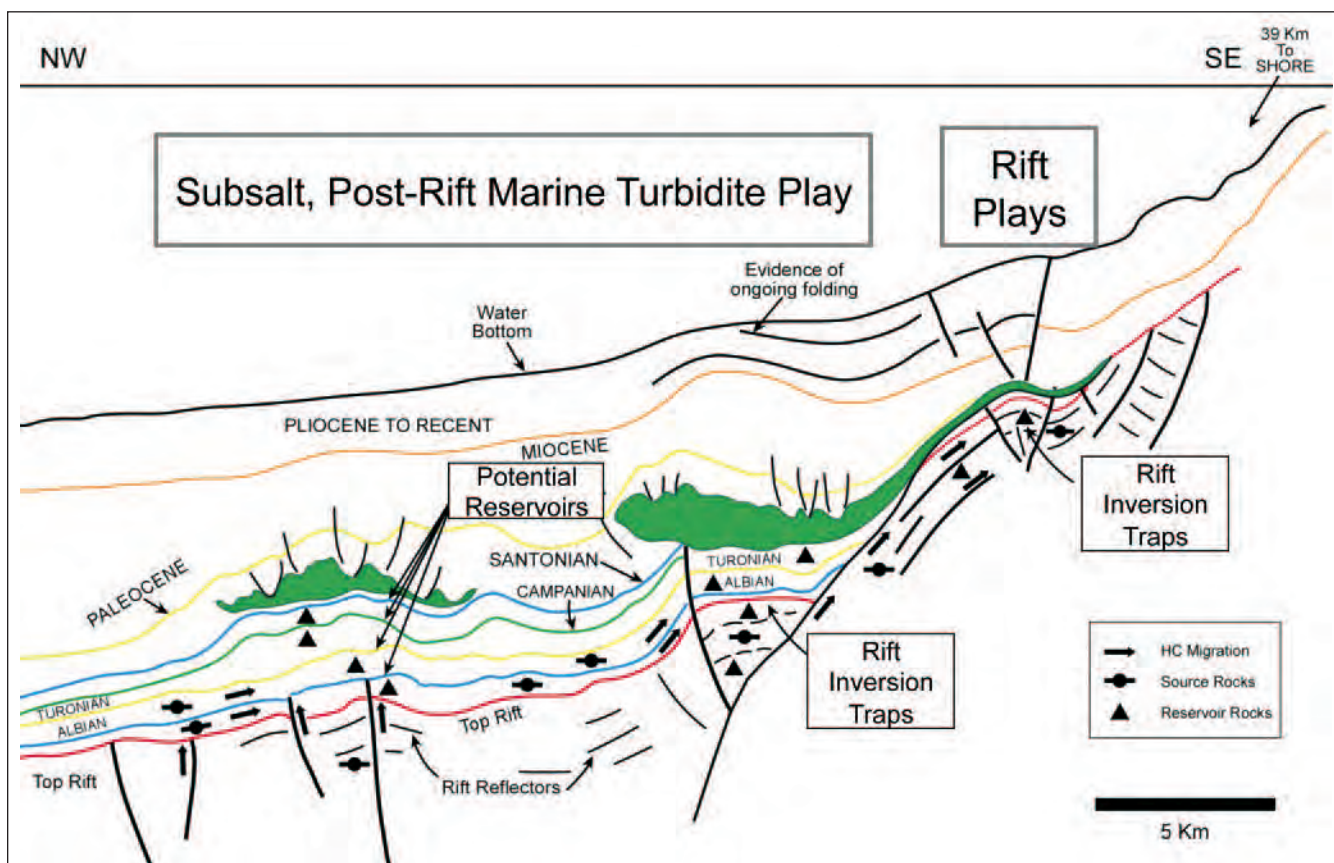 NW
SE
39 Km
To
SHORE
Subsalt, Post-Rift Marine Turbidite Play
Rift
Plays
Evidence of
ongoing folding
Water
Bottom
PLIOCENE TO RECENT
MIOCENE
Potential
Reservoirs
Rift
Inversion
Traps
SANTONIAN
TURONIAN
ALBIAN
CAMPANIAN
PALEOCENE
Rift
Inversion
Traps
HC Migration
Source Rocks
Reservoir Rocks
TURONIAN
ALBIAN
Top Rift
Top Rift
Rift Reflectors
5 Km